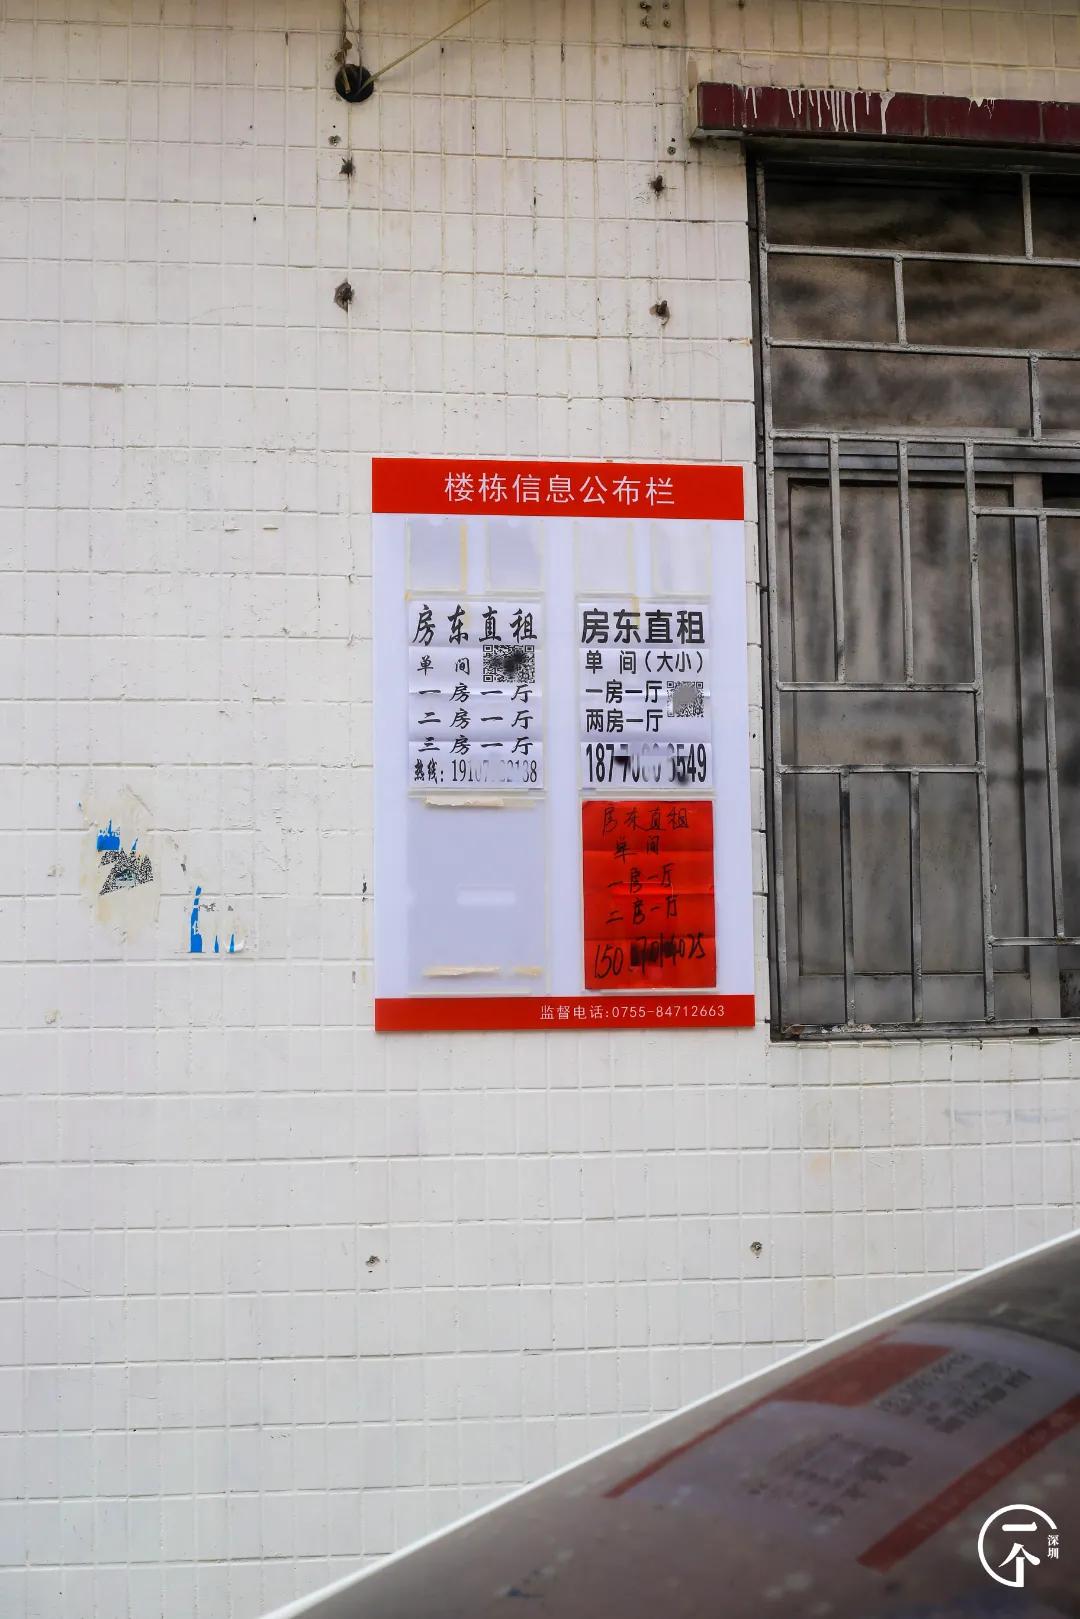 楼栋信息公布栏
房东直租
单间
一房一厅
二房一厅
三房一厅
热线:
房东直租
单间(大小)
一房一厅
两房一厅
房东直租
单间
一房一厅
二房一厅
监督电话:0755-84712663
一个
深圳